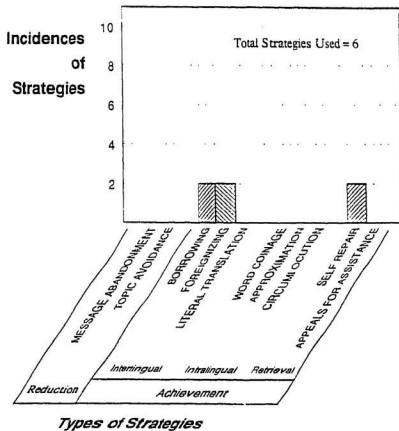 Incidences
of
Strategies
Total Strategies Used = 6
10
8
6
4
2
MESSAGE ABANDONMENT
TOPIC AVOIDANCE
BORROWING
FOREIGNIZING
LITERAL TRANSLATION
WORD COINAGE
APPROXIMATION
CIRCUMLOCUTION
SELF REPAIR
APPEALS FOR ASSISTANCE
Interlingual
Intralingual
Retrieval
Reduction
Achievement
Types of Strategies